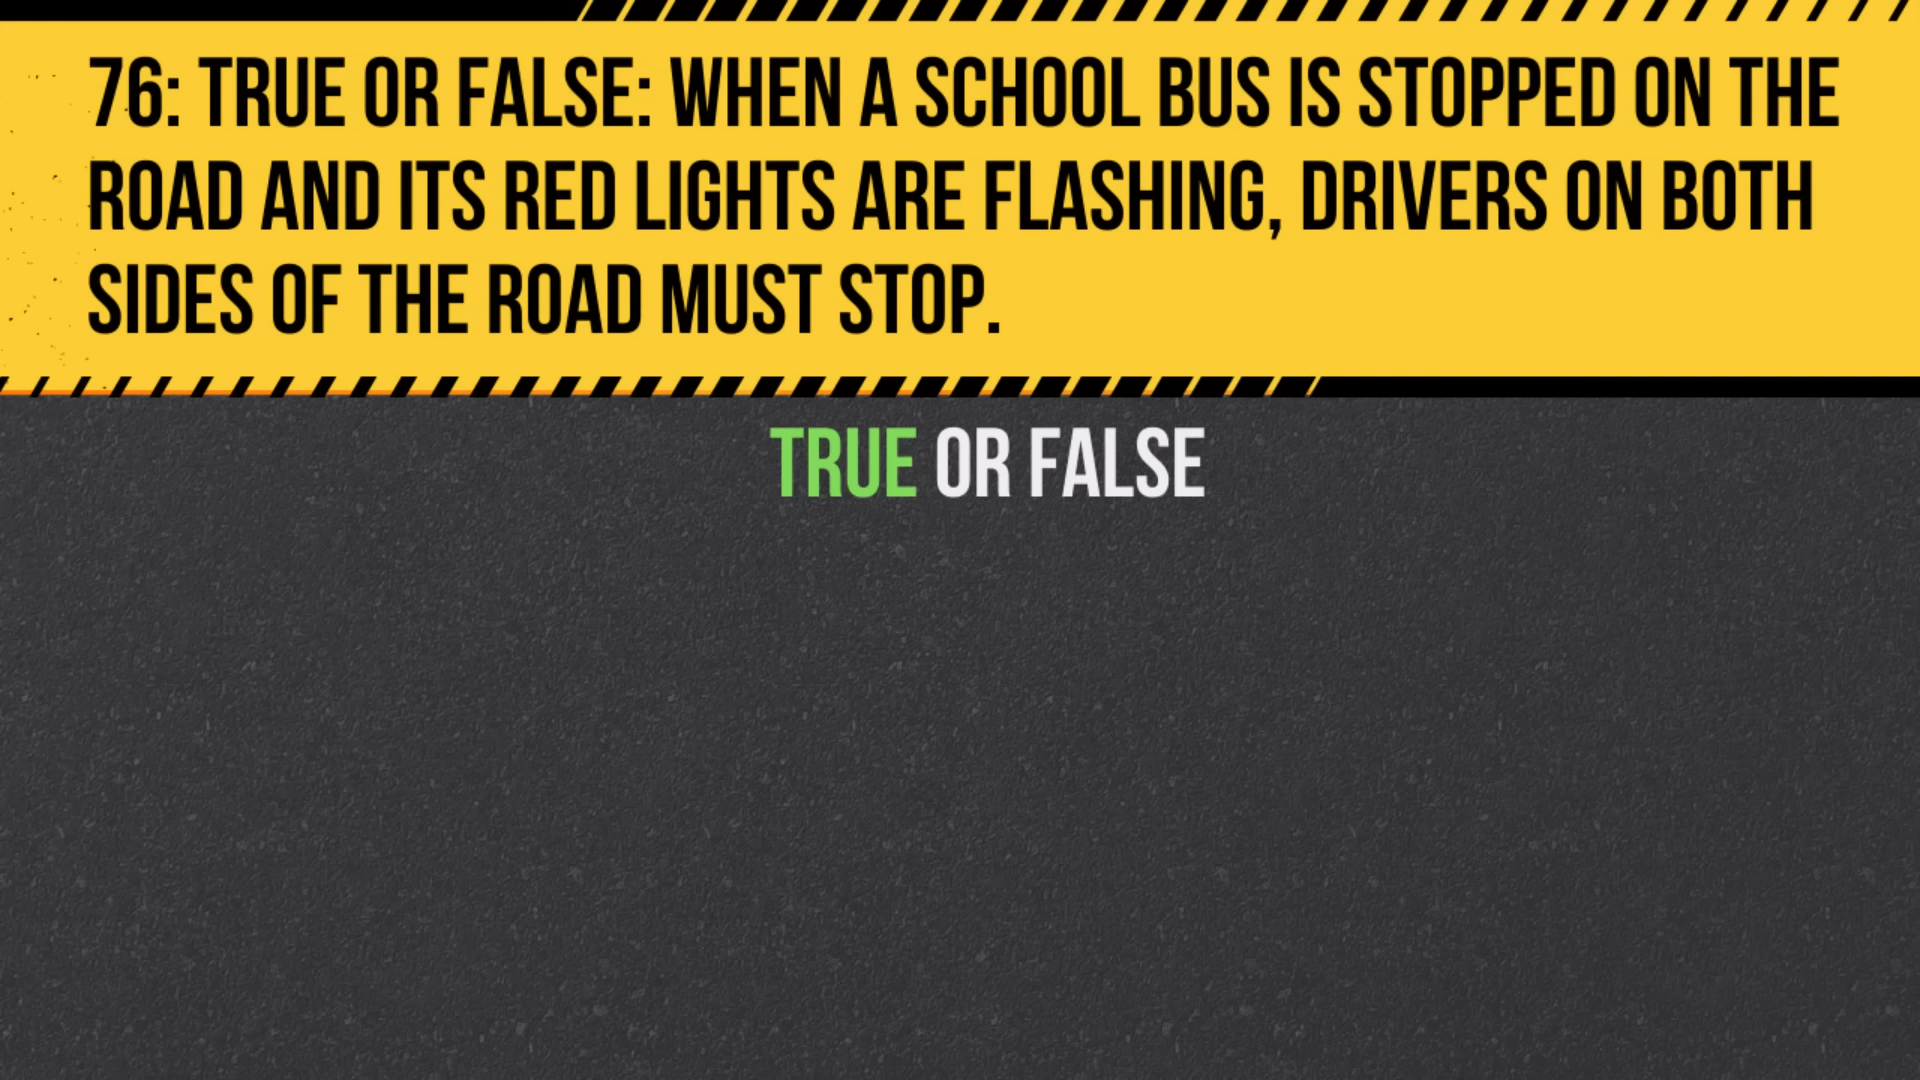 76: TRUE OR FALSE: WHEN A SCHOOL BUS IS STOPPED ON THE
ROAD AND ITS RED LIGHTS ARE FLASHING, DRIVERS ON BOTH
SIDES OF THE ROAD MUST STOP.
TRUE OR FALSE